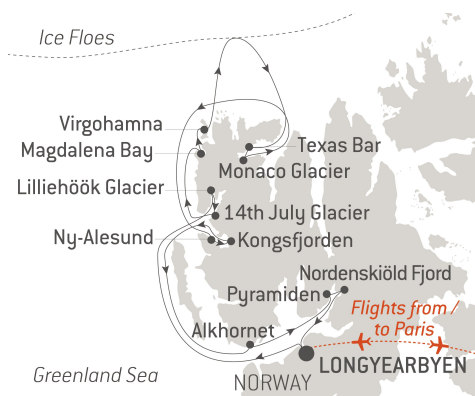 Ice Floes
Virgohamna
Texas Bar
Magdalena Bay
Monaco Glacier
Lilliehöök Glacier
14th July Glacier
Ny-Alesund
Kongsfjorden
Nordenskiöld Fjord
Pyramiden
Flights from /
to Paris
Alkhornet
LONGYEARBYEN
Greenland Sea
NORWAY